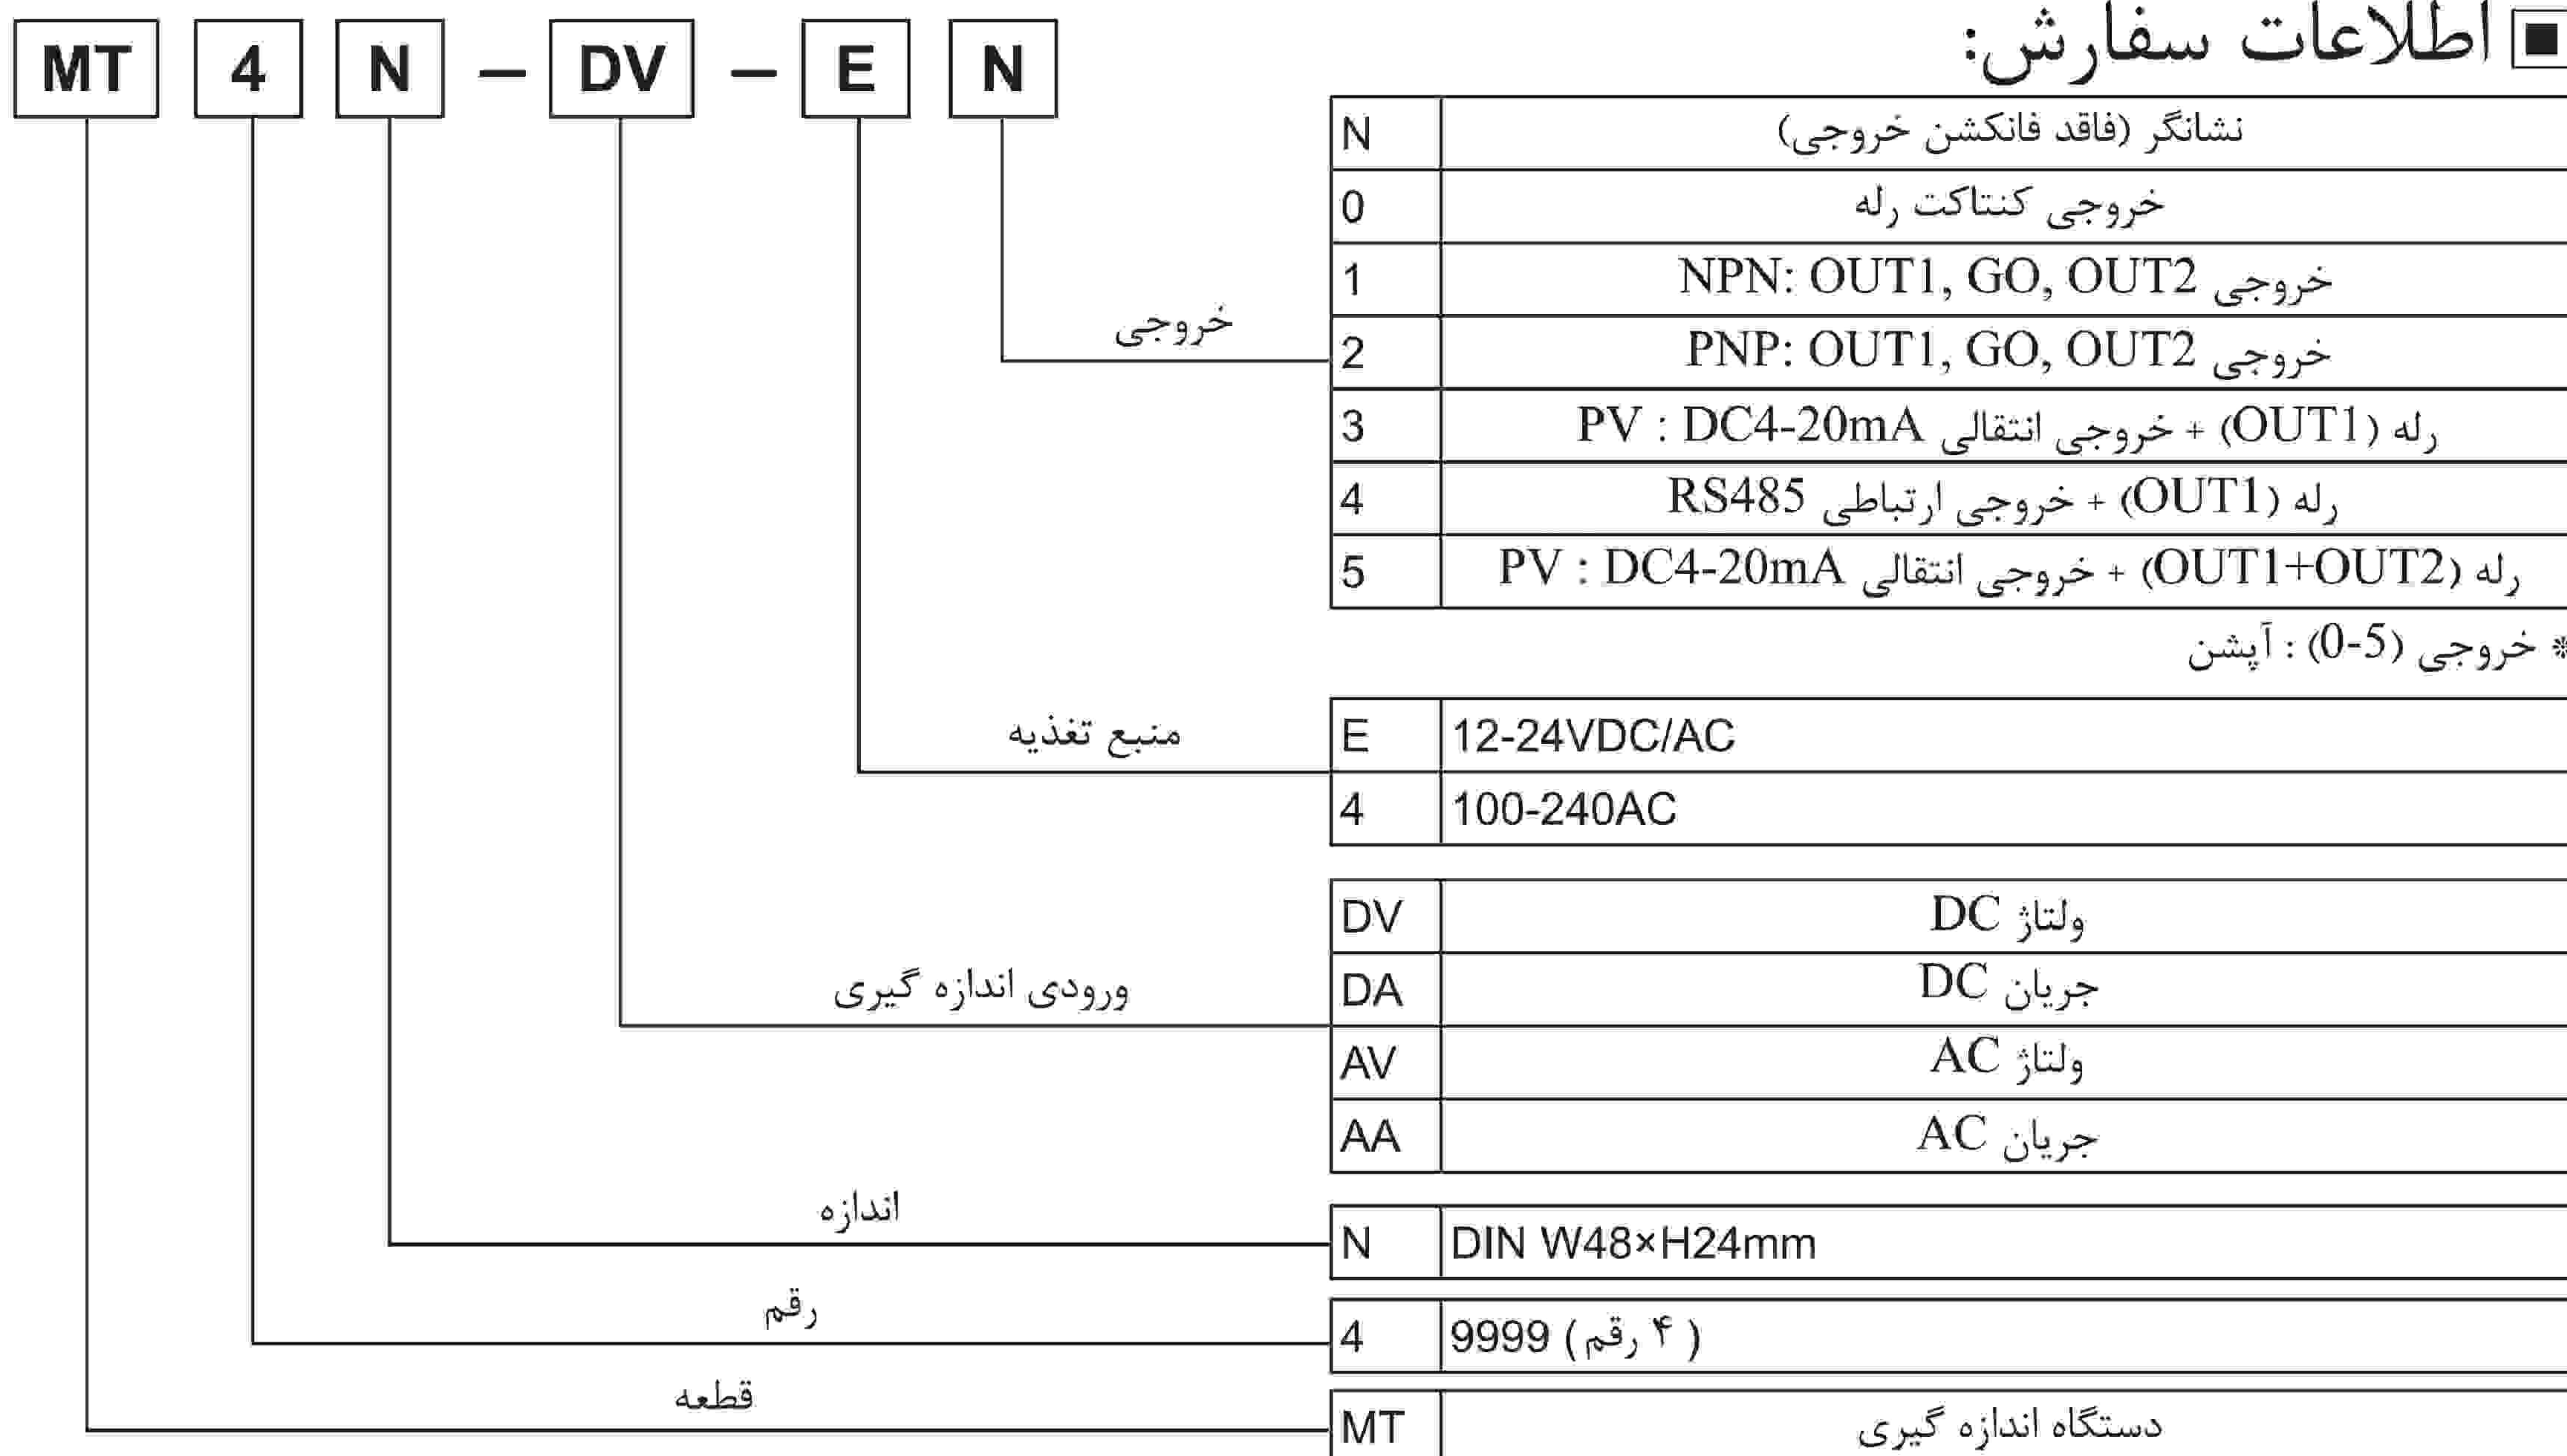 اطلاعات سفارش:
MT 4 N – DV – E N
N نشانگر (فاقد فانکشن خروجی)
0 خروجی کنتاکت رله
1 خروجی NPN: OUT1, GO, OUT2
خروجی
2 خروجی PNP: OUT1, GO, OUT2
3 رله (OUT1) + خروجی انتقالی PV : DC4-20mA
4 رله (OUT1) + خروجی ارتباطی RS485
5 رله (OUT1+OUT2) + خروجی انتقالی PV : DC4-20mA
* خروجی (0-5) : آپشن
منبع تغذیه
E 12-24VDC/AC
4 100-240AC
DV ولتاژ DC
ورودی اندازه گیری
DA جریان DC
AV ولتاژ AC
AA جریان AC
اندازه
N DIN W48×H24mm
رقم
4 9999 (۴ رقم)
قطعه
MT دستگاه اندازه گیری